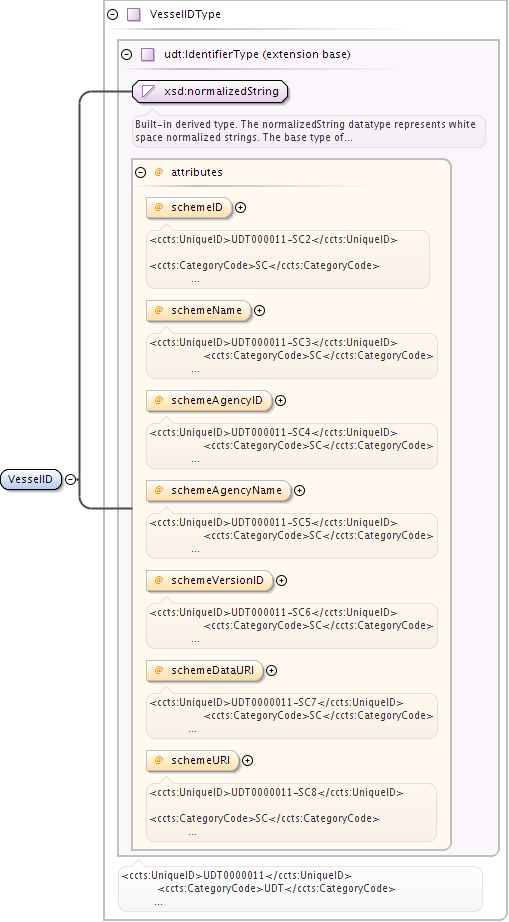 VesselIDType
udt:IdentifierType (extension base)
xsd:normalizedString
Built-in derived type. The normalizedString datatype represents white
space normalized strings. The base type of...
@ attributes
@ schemeID
<ccts:UniqueID>UDT000011-SC2</ccts:UniqueID>
<ccts:CategoryCode>SC</ccts:CategoryCode>
...
@ schemeName
<ccts:UniqueID>UDT000011-SC3</ccts:UniqueID>
<ccts:CategoryCode>SC</ccts:CategoryCode>
...
@ schemeAgencyID
<ccts:UniqueID>UDT000011-SC4</ccts:UniqueID>
<ccts:CategoryCode>SC</ccts:CategoryCode>
...
VesselID
@ schemeAgencyName
<ccts:UniqueID>UDT000011-SC5</ccts:UniqueID>
<ccts:CategoryCode>SC</ccts:CategoryCode>
...
@ schemeVersionID
<ccts:UniqueID>UDT000011-SC6</ccts:UniqueID>
<ccts:CategoryCode>SC</ccts:CategoryCode>
...
@ schemeDataURI
<ccts:UniqueID>UDT0000011-SC7</ccts:UniqueID>
<ccts:CategoryCode>SC</ccts:CategoryCode>
...
@ schemeURI
<ccts:UniqueID>UDT0000011-SC8</ccts:UniqueID>
<ccts:CategoryCode>SC</ccts:CategoryCode>
...
<ccts:UniqueID>UDT0000011</ccts:UniqueID>
<ccts:CategoryCode>UDT</ccts:CategoryCode>
...